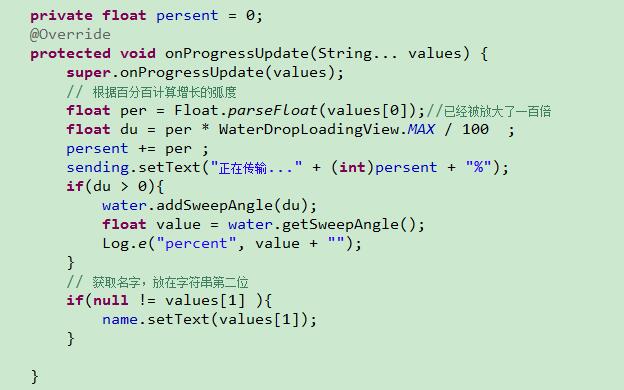 private float persent = 0;
@Override
protected void onProgressUpdate(String... values) {
super.onProgressUpdate(values);
// 根据百分百计算增长的弧度
float per = Float.parseFloat(values[0]);//已经被放大了一百倍
float du = per * WaterDropLoadingView.MAX / 100  ;
persent += per ;
sending.setText("正在传输..." + (int)persent + "%");
if(du > 0){
water.addSweepAngle(du);
float value = water.getSweepAngle();
Log.e("percent", value + "");
}
// 获取名字，放在字符串第二位
if(null != values[1] ){
name.setText(values[1]);
}
}